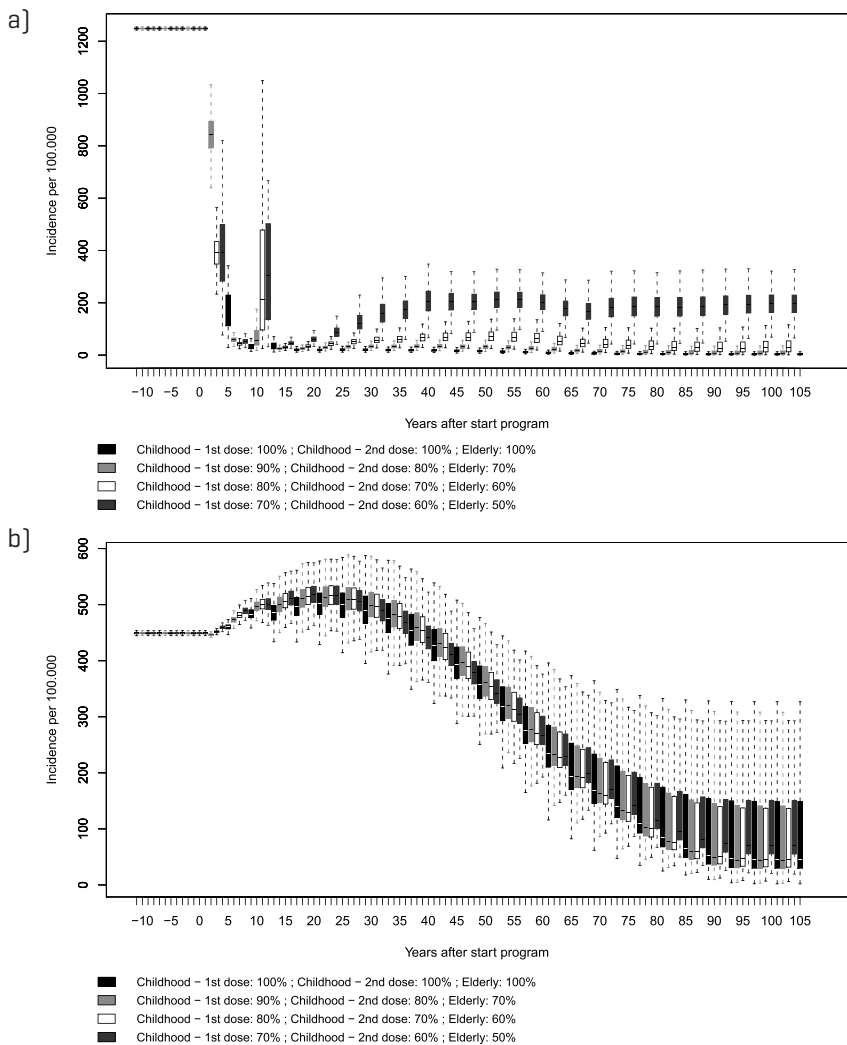 a)
1200
1000
800
600
400
200
0
Incidence per 100.000
−10 −5 0 5 10 15 20 25 30 35 40 45 50 55 60 65 70 75 80 85 90 95 100 105
Years after start program
Childhood − 1st dose: 100% ; Childhood − 2nd dose: 100% ; Elderly: 100%
Childhood − 1st dose: 90% ; Childhood − 2nd dose: 80% ; Elderly: 70%
Childhood − 1st dose: 80% ; Childhood − 2nd dose: 70% ; Elderly: 60%
Childhood − 1st dose: 70% ; Childhood − 2nd dose: 60% ; Elderly: 50%
b)
600
500
400
300
200
100
0
Incidence per 100.000
−10 −5 0 5 10 15 20 25 30 35 40 45 50 55 60 65 70 75 80 85 90 95 100 105
Years after start program
Childhood − 1st dose: 100% ; Childhood − 2nd dose: 100% ; Elderly: 100%
Childhood − 1st dose: 90% ; Childhood − 2nd dose: 80% ; Elderly: 70%
Childhood − 1st dose: 80% ; Childhood − 2nd dose: 70% ; Elderly: 60%
Childhood − 1st dose: 70% ; Childhood − 2nd dose: 60% ; Elderly: 50%